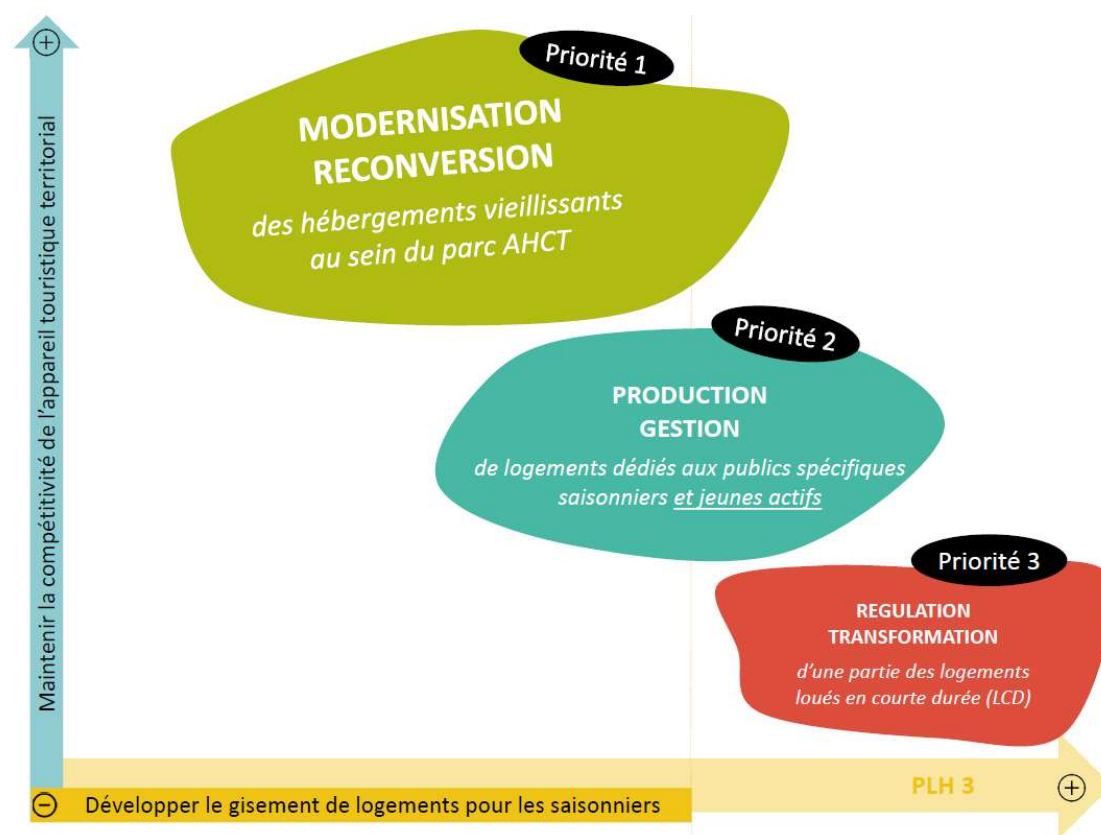 Priorité 1
MODERNISATION
RECONVERSION
des hébergements vieillissants
au sein du parc AHCT
Priorité 2
PRODUCTION
GESTION
de logements dédiés aux publics spécifiques
saisonniers et jeunes actifs
Priorité 3
REGULATION
TRANSFORMATION
d'une partie des logements
loués en courte durée (LCD)
Maintenir la compétitivité de l'appareil touristique territorial
+
PLH 3
+
− Développer le gisement de logements pour les saisonniers